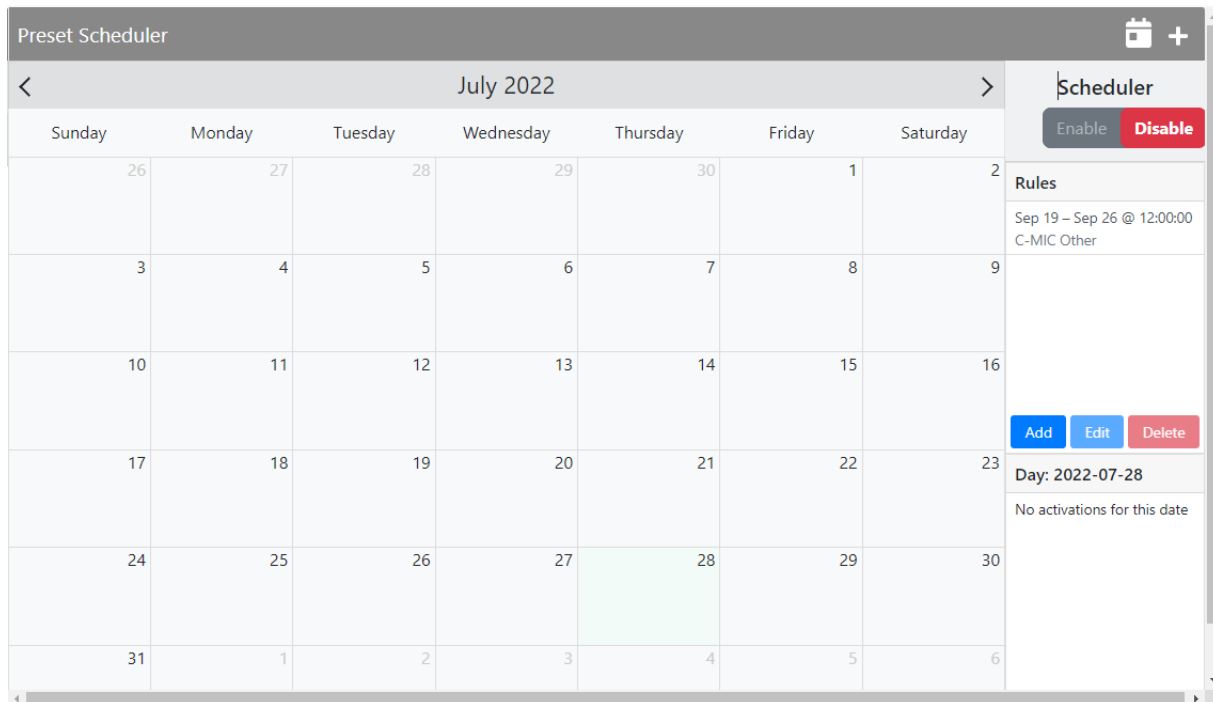 Preset Scheduler
July 2022
Sunday Monday Tuesday Wednesday Thursday Friday Saturday
26 27 28 29 30 1 2
3 4 5 6 7 8 9
10 11 12 13 14 15 16
17 18 19 20 21 22 23
24 25 26 27 28 29 30
31 1 2 3 4 5 6
Scheduler
Enable Disable
Rules
Sep 19 – Sep 26 @ 12:00:00
C-MIC Other
Add Edit Delete
Day: 2022-07-28
No activations for this date